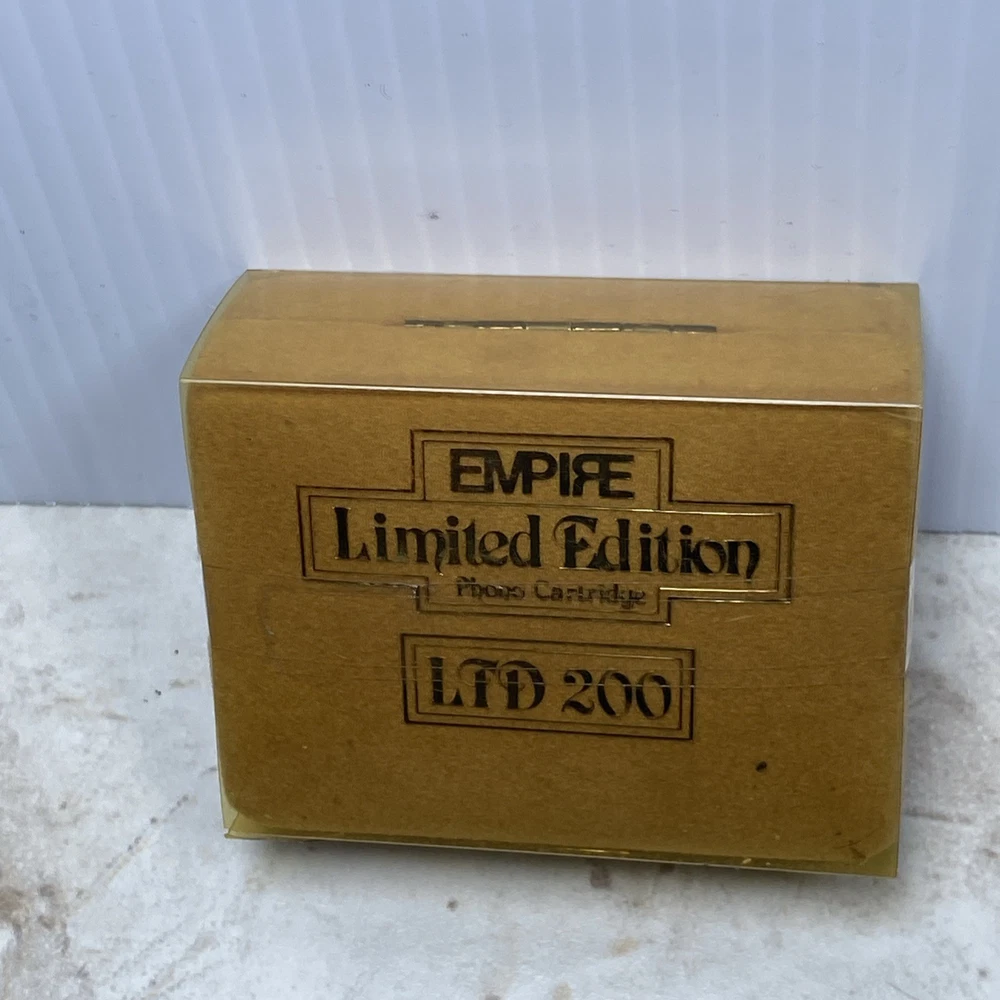 EMPIRE
Limited Edition
Phono Cartridge
LTD 200